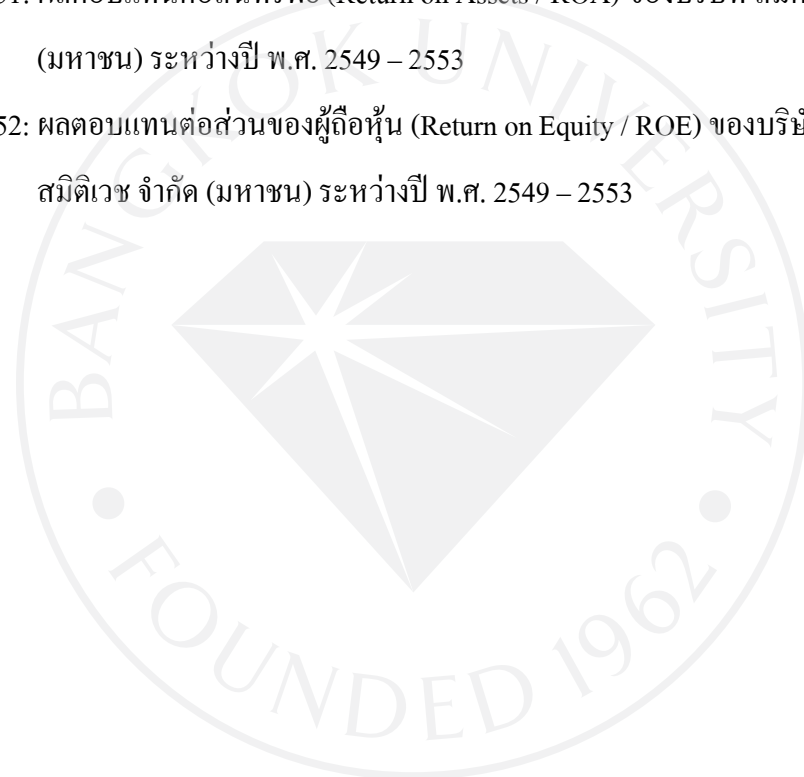 (มหาชน) ระหว่างปี พ.ศ. 2549 – 2553
52: ผลตอบแทนต่อส่วนของผู้ถือหุ้น (Return on Equity / ROE) ของบริษั
สมิติเวช จำกัด (มหาชน) ระหว่างปี พ.ศ. 2549 – 2553
BANGKOK UNIVERSITY
FOUNDED 1962